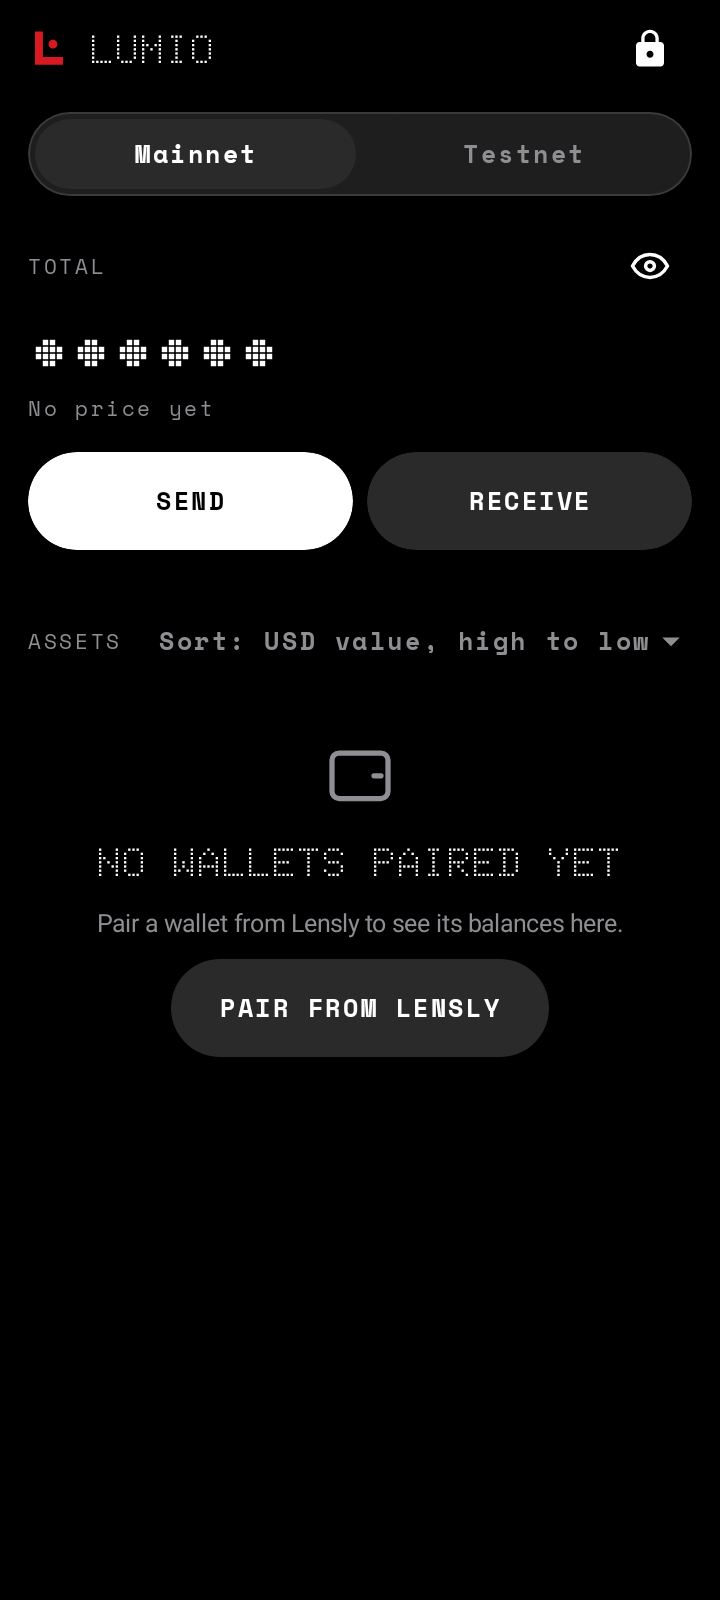 LUMIO
Mainnet
Testnet
TOTAL
******
No price yet
SEND
RECEIVE
ASSETS
Sort: USD value, high to low
NO WALLETS PAIRED YET
Pair a wallet from Lensly to see its balances here.
PAIR FROM LENSLY